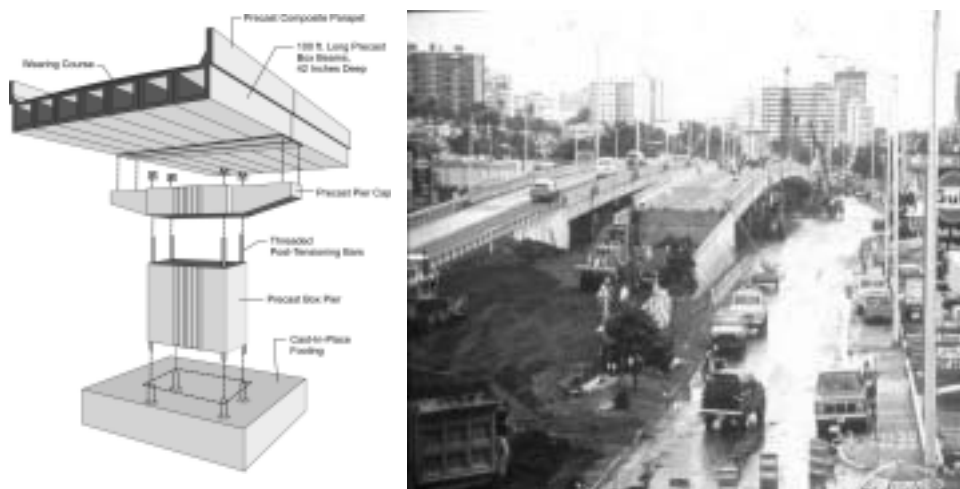 Precast Composite Parapet
100 ft. Long Precast
Box Beams,
42 Inches Deep
Wearing Course
Precast Pier Cap
Threaded
Post-Tensioning Bars
Precast Box Pier
Cast-In-Place
Footing